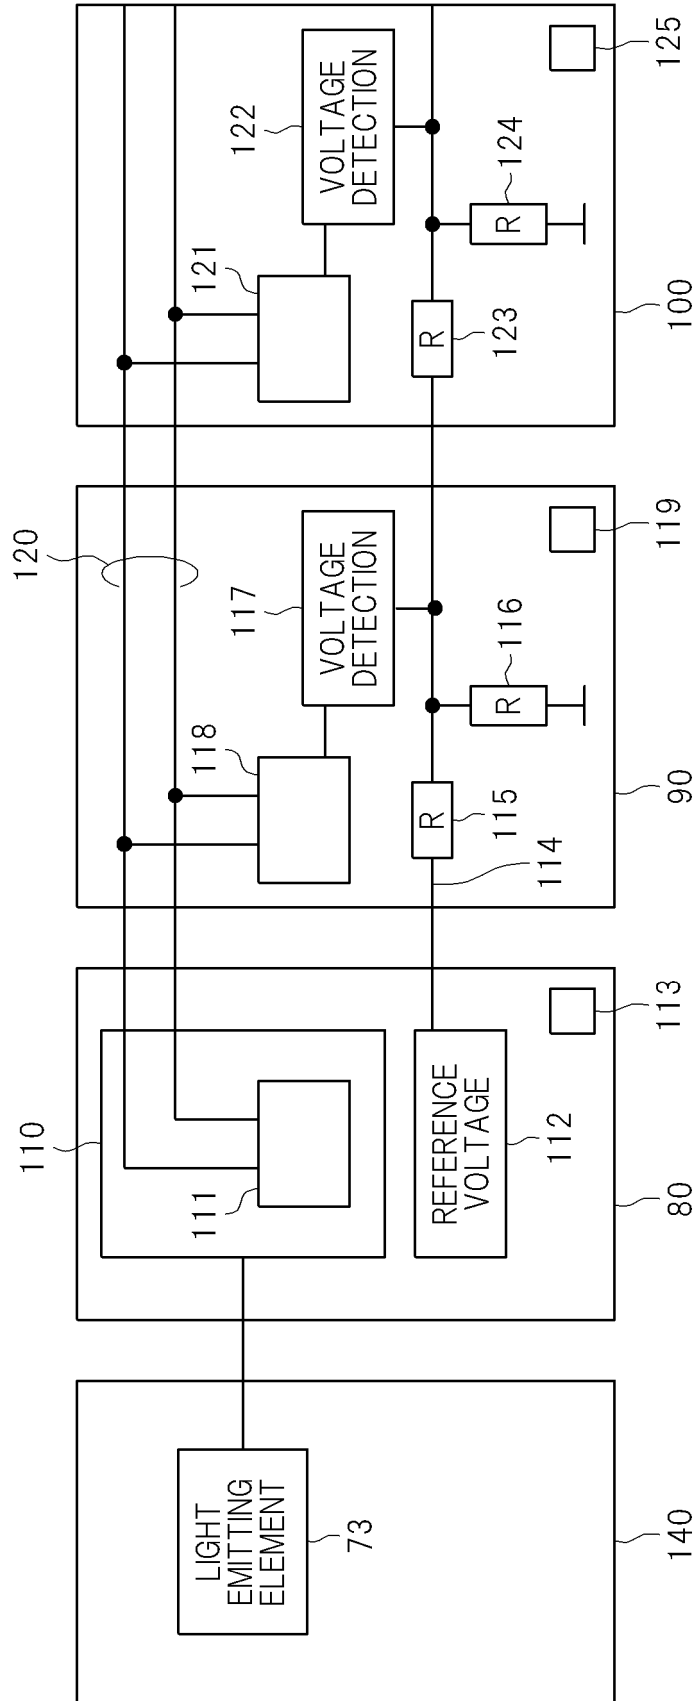 120
110
111
118
121
122
VOLTAGE
DETECTION
117
VOLTAGE
DETECTION
LIGHT
EMITTING
ELEMENT
73
REFERENCE
VOLTAGE
112
114
R
115
R
116
R
123
R
124
113
119
125
140
80
90
100